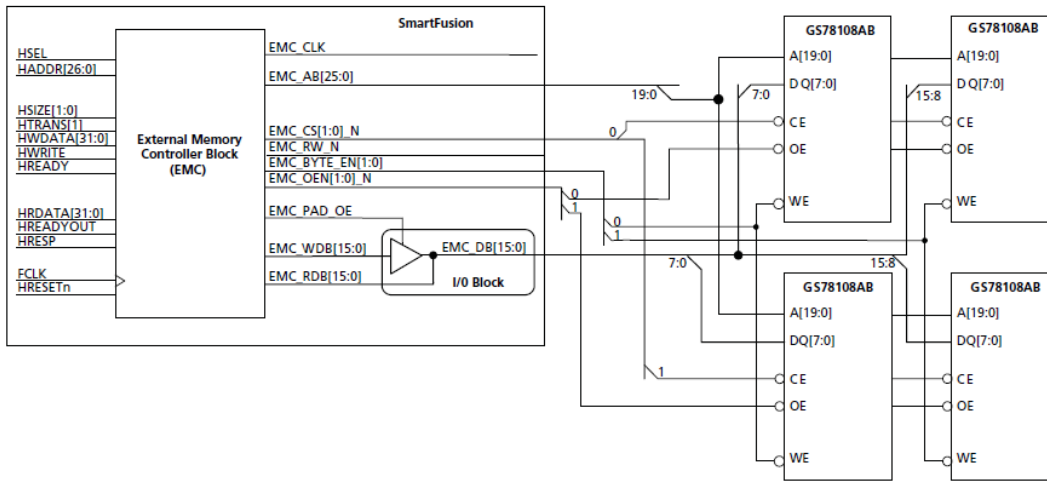 SmartFusion
HSEL
HADDR[26:0]
HSIZE[1:0]
HTRANS[1]
HWDATA[31:0]
HWRITE
HREADY
HRDATA[31:0]
HREADYOUT
HRESP
FCLK
HRESETn
External Memory
Controller Block
(EMC)
EMC_CLK
EMC_AB[25:0]
EMC_CS[1:0]_N
EMC_RW_N
EMC_BYTE_EN[1:0]
EMC_OEN[1:0]_N
EMC_PAD_OE
EMC_WDB[15:0]
EMC_RDB[15:0]
EMC_DB[15:0]
I/0 Block
19:0
0
0
1
0
1
1
7:0
15:8
7:0
15:8
GS78108AB
A[19:0]
DQ[7:0]
CE
OE
WE
GS78108AB
A[19:0]
DQ[7:0]
CE
OE
WE
GS78108AB
A[19:0]
DQ[7:0]
CE
OE
WE
GS78108AB
A[19:0]
DQ[7:0]
CE
OE
WE